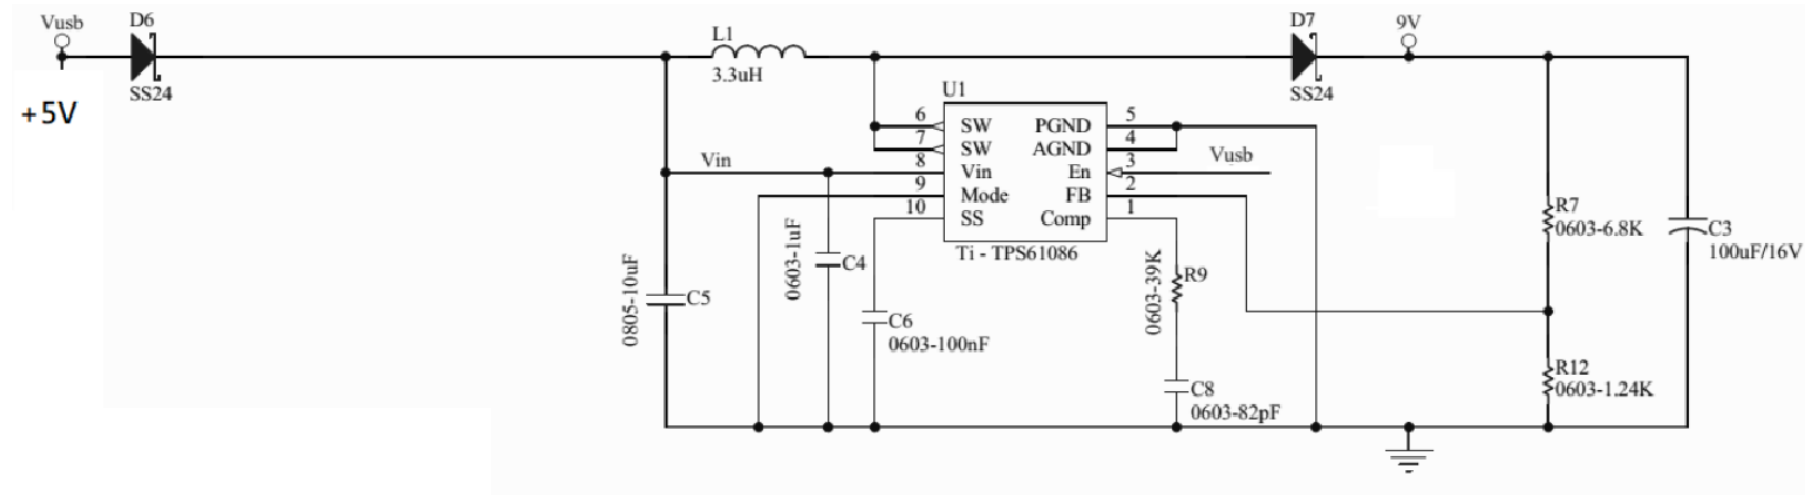 Vusb
D6
SS24
+5V
L1
3.3uH
D7
SS24
9V
U1
6
7
8
9
10
SW
SW
Vin
Mode
SS
PGND
AGND
En
FB
Comp
5
4
3
2
1
Ti - TPS61086
Vin
Vusb
0805-10uF
C5
0603-1uF
C4
C6
0603-100nF
0603-39K
R9
C8
0603-82pF
R7
0603-6.8K
C3
100uF/16V
R12
0603-1.24K